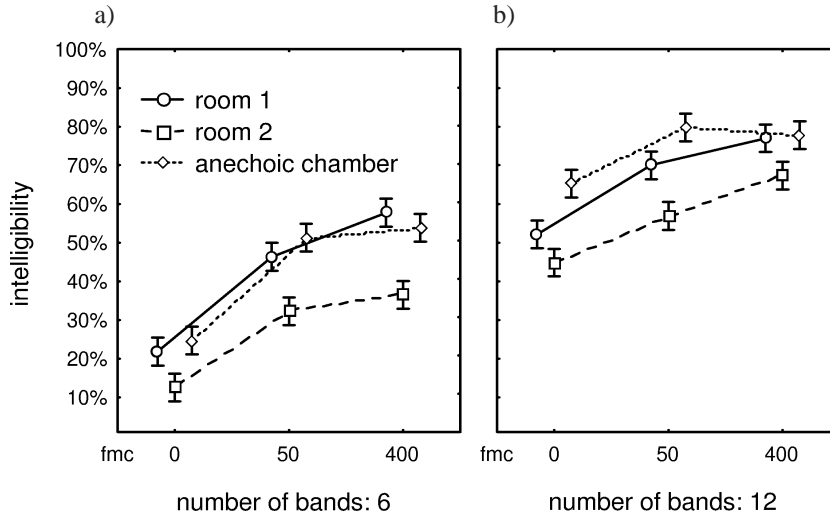 a)
b)
100%
90%
80%
70%
60%
50%
40%
30%
20%
10%
intelligibility
room 1
room 2
anechoic chamber
fmc 0 50 400
fmc 0 50 400
number of bands: 6
number of bands: 12